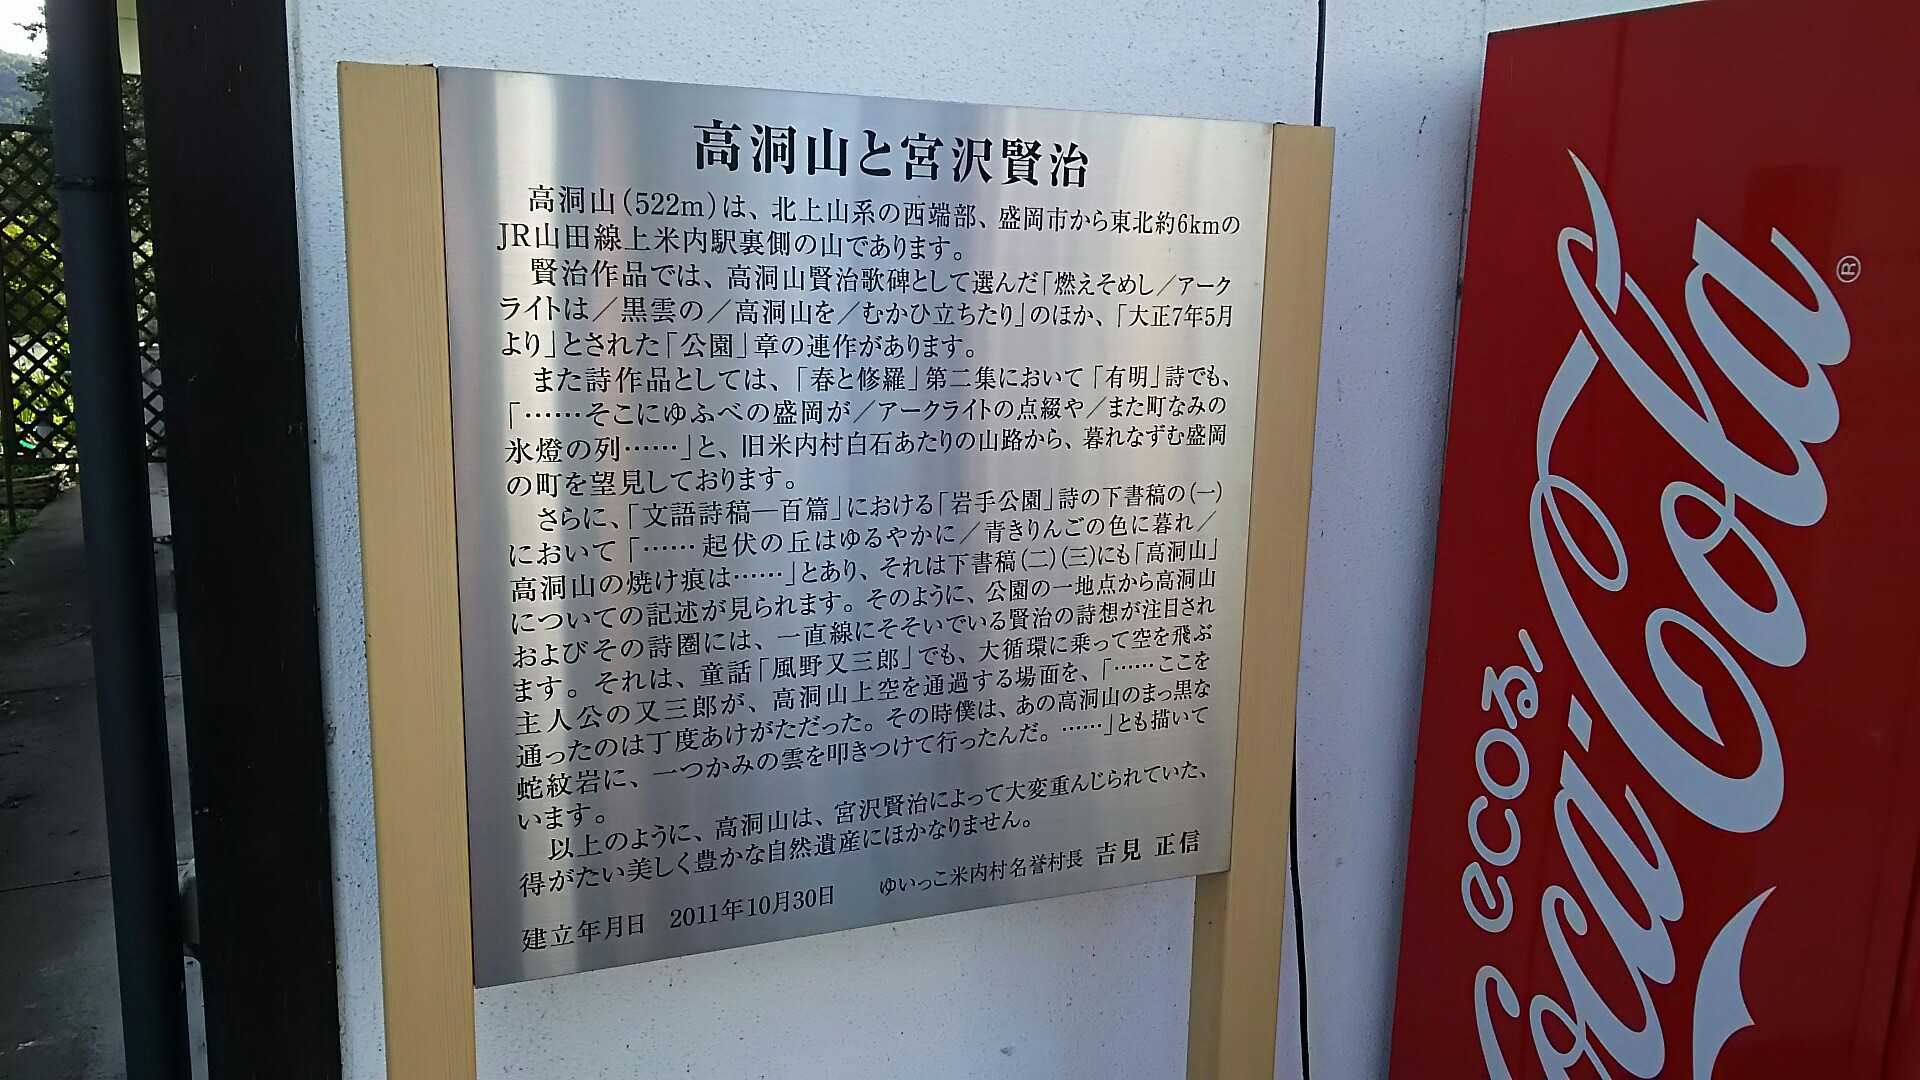 高洞山と宮沢賢治
高洞山(522m)は、北上山系の西端部、盛岡市から東北約6kmの
JR山田線上米内駅裏側の山であります。
賢治作品では、高洞山賢治歌碑として選んだ「燃えそめし／アーク
ライトは／黒雲の／高洞山を／むかひ立ちたり」のほか、「大正7年5月
より」とされた「公園」章の連作があります。
また詩作品としては、「春と修羅」第二集において「有明」詩でも、
「……そこにゆふべの盛岡が／アークライトの点綴や／また町なみの
氷燈の列……」と、旧米内村白石あたりの山路から、暮れなずむ盛岡
の町を望見しております。
さらに、「文語詩稿―百篇」における「岩手公園」詩の下書稿の(一)
において「……起伏の丘はゆるやかに／青きりんごの色に暮れ／
高洞山の焼け痕は……」とあり、それは下書稿(二)(三)にも「高洞山」
についての記述が見られます。そのように、公園の一地点から高洞山
およびその詩圏には、一直線にそそいでいる賢治の詩想が注目され
ます。それは、童話「風野又三郎」でも、大循環に乗って空を飛ぶ
主人公の又三郎が、高洞山上空を通過する場面を、「……ここを
通ったのは丁度あけがただった。その時僕は、あの高洞山のまっ黒な
蛇紋岩に、一つかみの雲を叩きつけて行ったんだ。……」とも描いて
います。
以上のように、高洞山は、宮沢賢治によって大変重んじられていた、
得がたい美しく豊かな自然遺産にほかなりません。
ゆいっこ米内村名誉村長 吉見 正信
建立年月日 2011年10月30日
ecoる/
Coca-Cola®